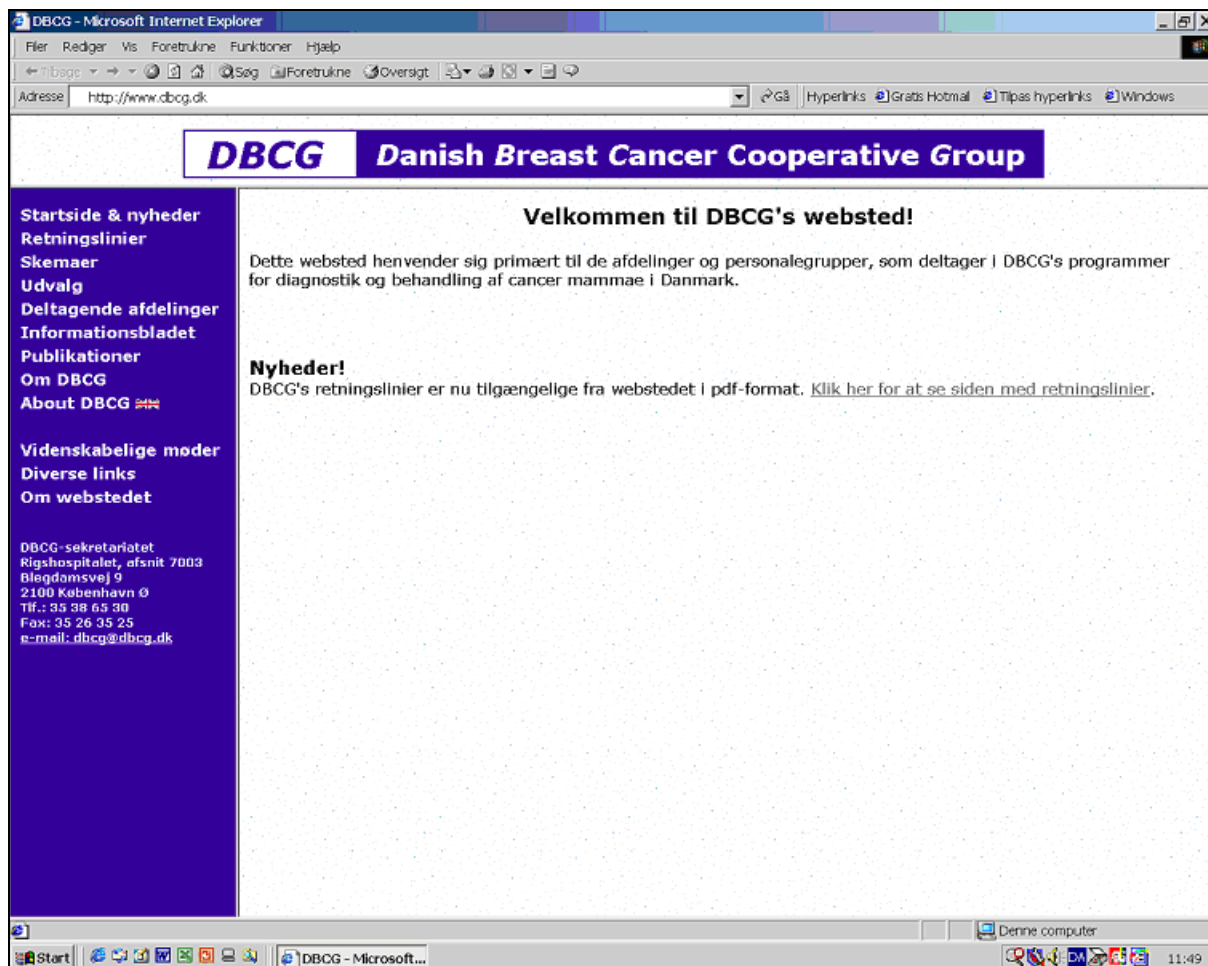 DBCG - Microsoft Internet Explorer
Filer Rediger Vis Foretrukne Funktioner Hjælp
Tilbage Søg Foretrukne Oversigt
Adresse http://www.dbcg.dk Gå Hyperlinks Gratis Hotmail Tilpas hyperlinks Windows
DBCG Danish Breast Cancer Cooperative Group
Startside & nyheder
Retningslinier
Skemaer
Udvalg
Deltagende afdelinger
Informationsbladet
Publikationer
Om DBCG
About DBCG
Videnskabelige møder
Diverse links
Om webstedet
DBCG-sekretariatet
Rigshospitalet, afsnit 7003
Blegdamsvej 9
2100 København Ø
Tlf.: 35 38 65 30
Fax: 35 26 35 25
e-mail: dbcg@dbcg.dk
Velkommen til DBCG's websted!
Dette websted henvender sig primært til de afdelinger og personalegrupper, som deltager i DBCG's programmer
for diagnostik og behandling af cancer mammae i Danmark.
Nyheder!
DBCG's retningslinier er nu tilgængelige fra webstedet i pdf-format. Klik her for at se siden med retningslinier.
Denne computer
Start DBCG - Microsoft... DA 11:49